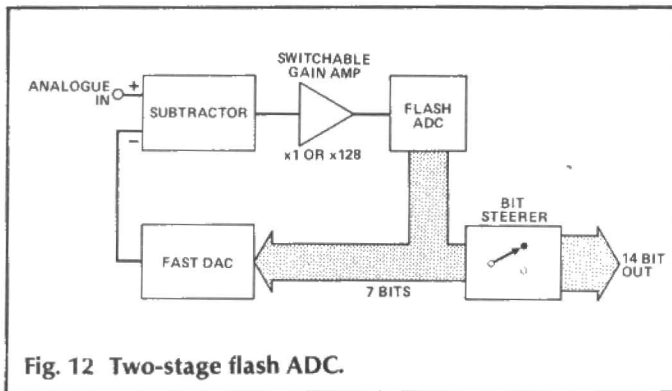 SWITCHABLE
GAIN AMP
ANALOGUE
IN
+
−
SUBTRACTOR
x1 OR x128
FLASH
ADC
FAST DAC
7 BITS
BIT
STEERER
14 BIT
OUT
Fig. 12 Two-stage flash ADC.